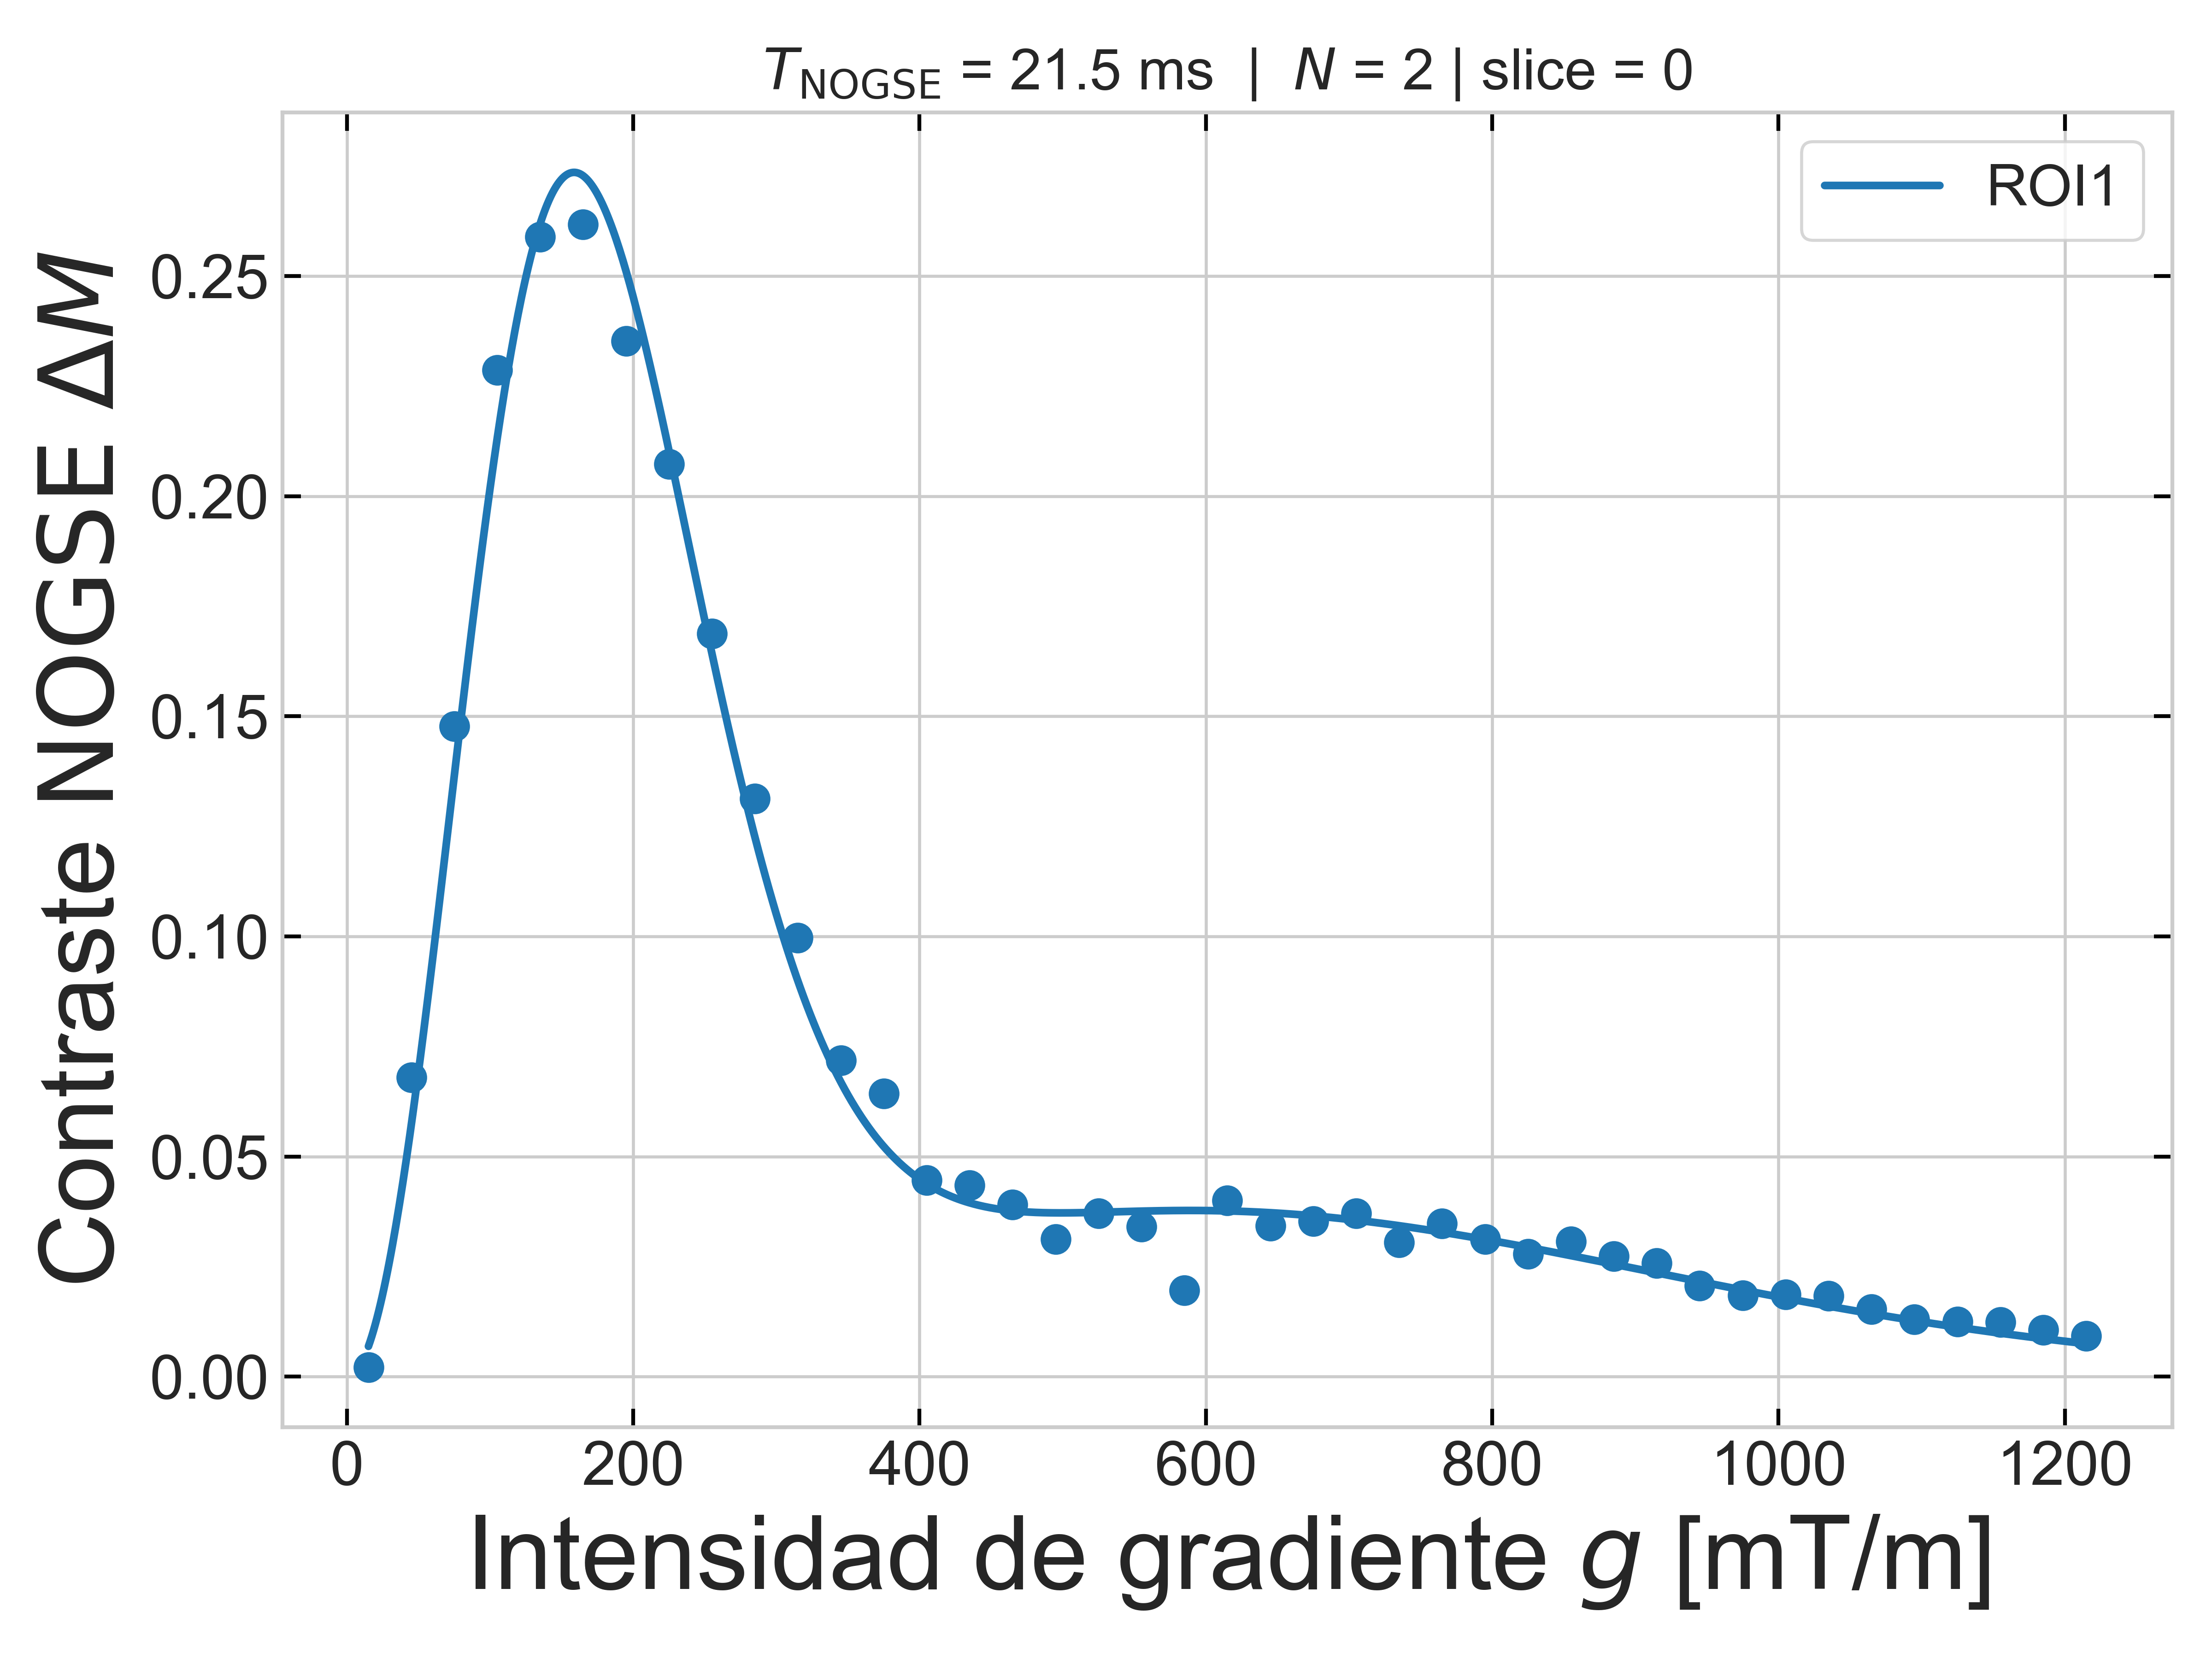 T_NOGSE = 21.5 ms | N = 2 | slice = 0
ROI1
Contraste NOGSE ΔM
0.25
0.20
0.15
0.10
0.05
0.00
0 200 400 600 800 1000 1200
Intensidad de gradiente g [mT/m]